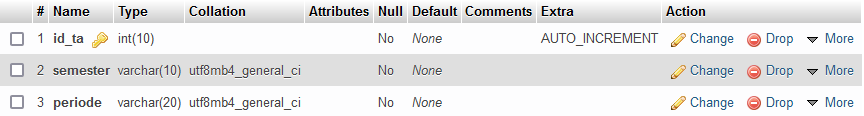 # Name Type Collation Attributes Null Default Comments Extra Action
1 id_ta int(10) No None AUTO_INCREMENT Change Drop More
2 semester varchar(10) utf8mb4_general_ci No None Change Drop More
3 periode varchar(20) utf8mb4_general_ci No None Change Drop More